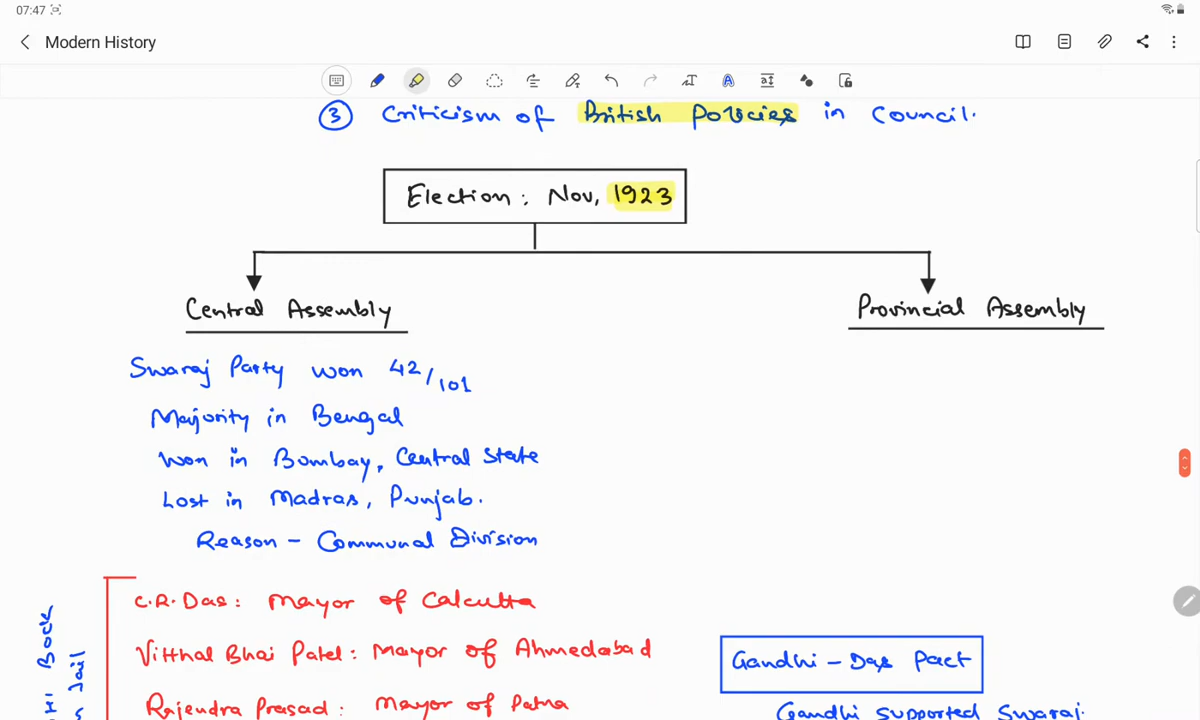 07:47
Modern History
③ Criticism of British Policies in Council.
Election: Nov, 1923
Central Assembly
Provincial Assembly
Swaraj Party won 42/101
Majority in Bengal
Won in Bombay, Central State
Lost in Madras, Punjab.
Reason - Communal Division
C.R. Das: Mayor of Calcutta
Vitthal Bhai Patel: Mayor of Ahmedabad
Rajendra Prasad: Mayor of Patna
Back
Jail
Gandhi - Das Pact
Gandhi supported Swaraj